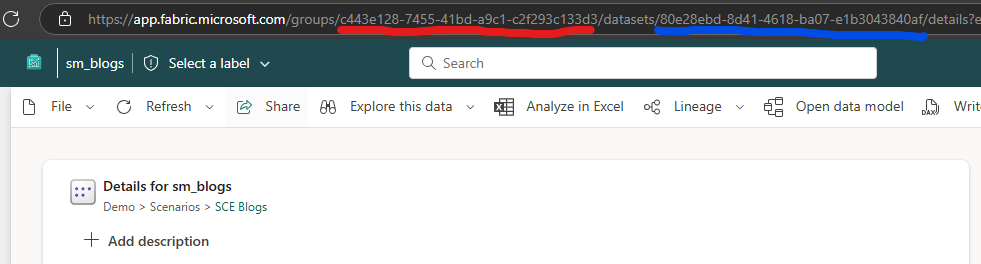 https://app.fabric.microsoft.com/groups/c443e128-7455-41bd-a9c1-c2f293c133d3/datasets/80e28ebd-8d41-4618-ba07-e1b3043840af/details?e
sm_blogs Select a label Search
File Refresh Share Explore this data Analyze in Excel Lineage Open data model DAX Writ
Details for sm_blogs
Demo > Scenarios > SCE Blogs
+ Add description